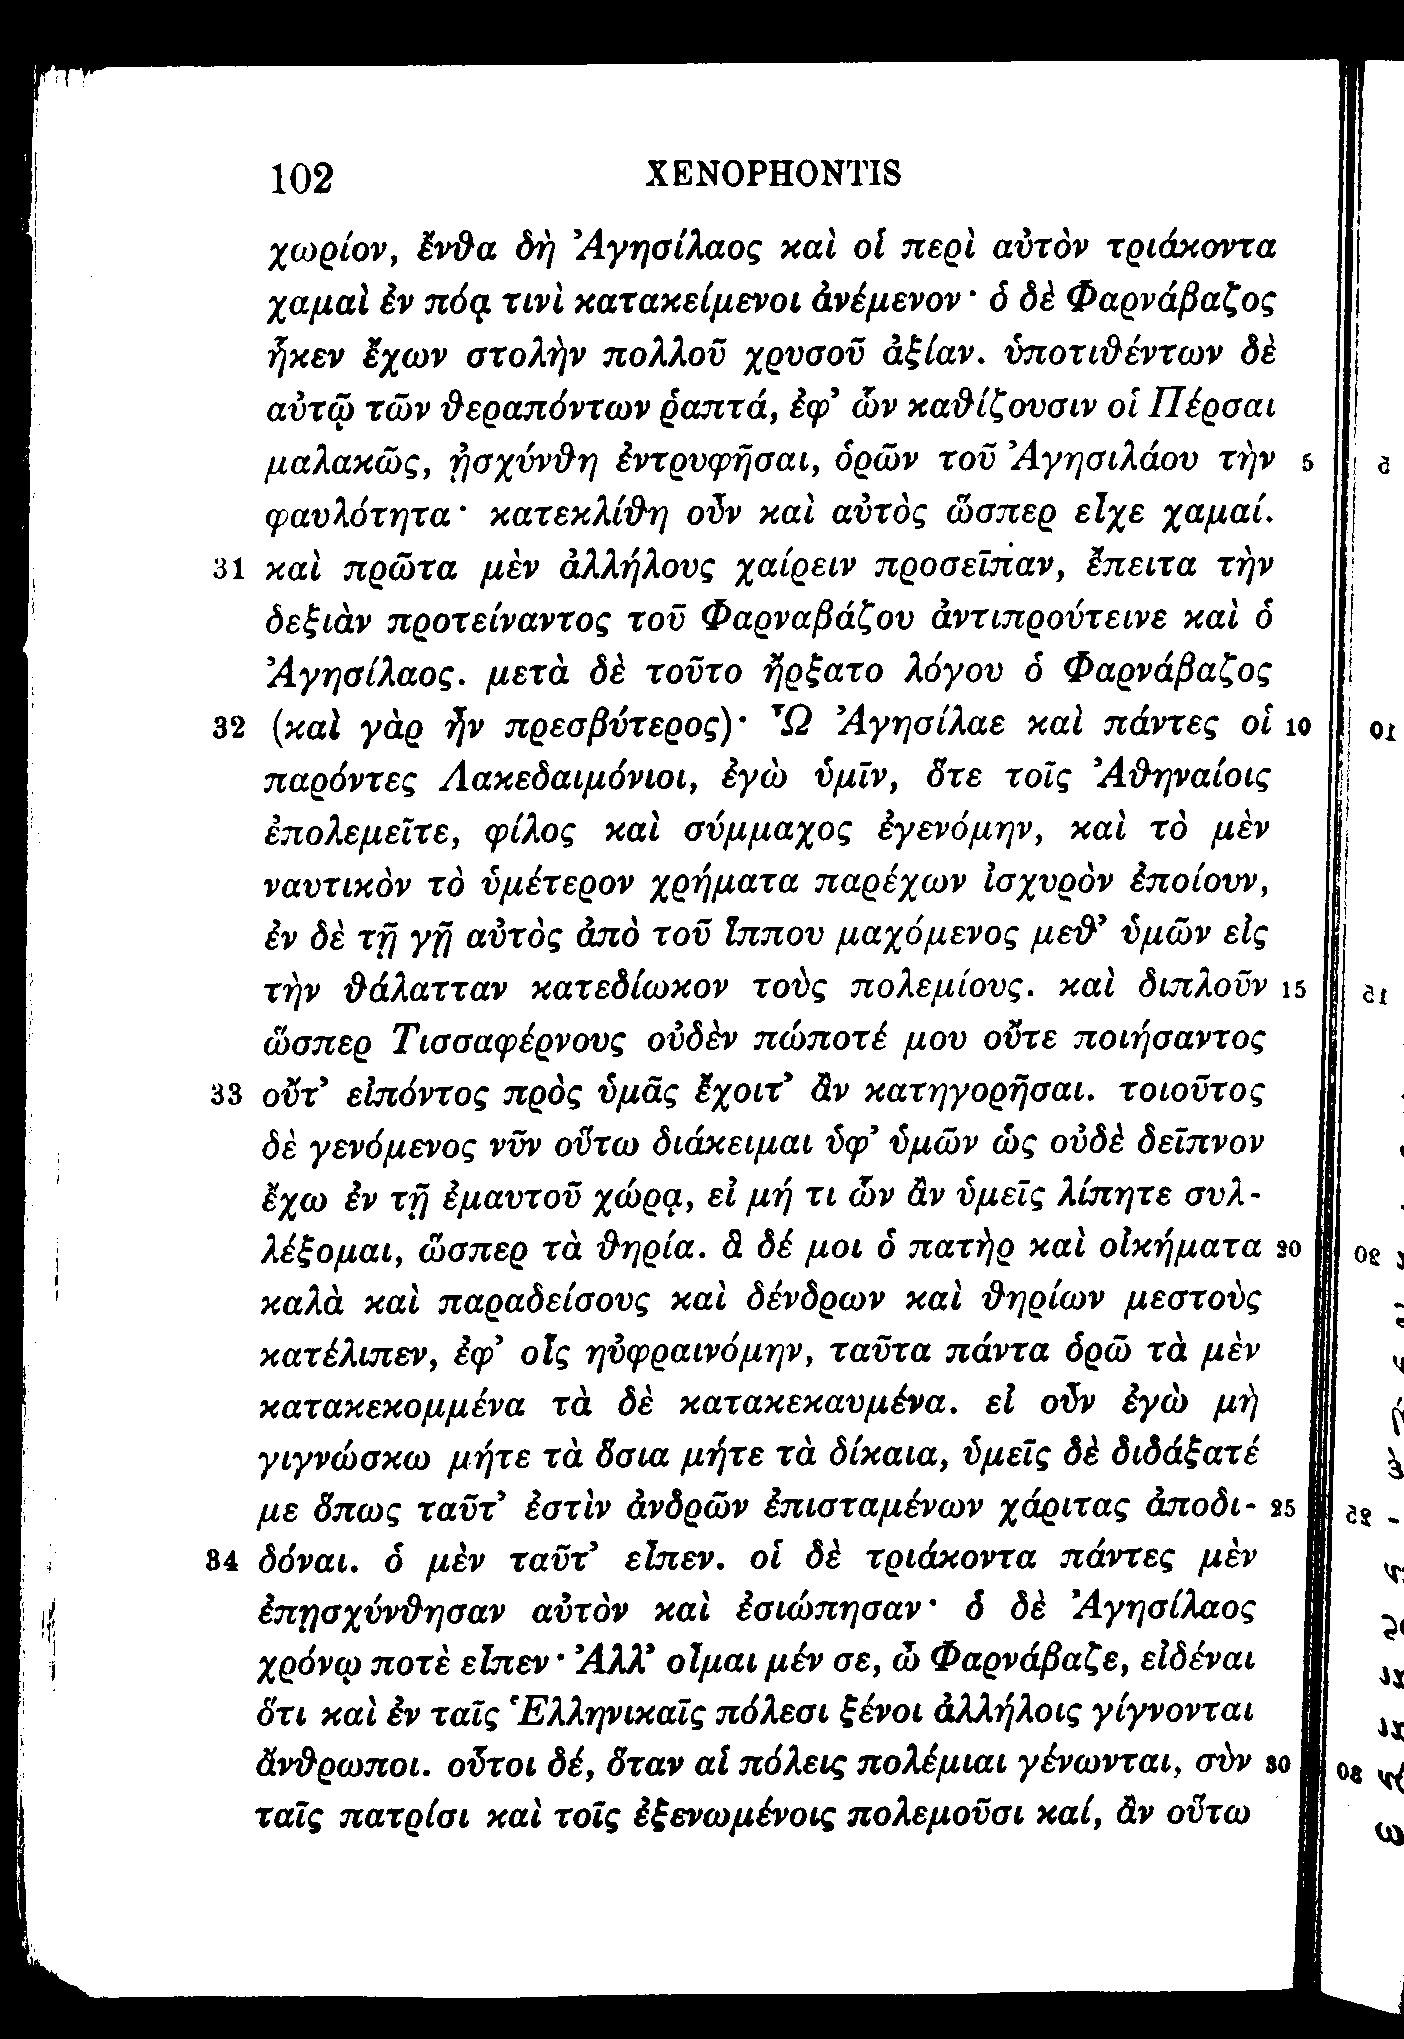 102 XENOPHONTIS
χωρίον, ἔνθα δὴ Ἀγησίλαος καὶ οἱ περὶ αὐτὸν τριάκοντα
χαμαὶ ἐν πόᾳ τινὶ κατακείμενοι ἀνέμενον· ὁ δὲ Φαρνάβαζος
ἧκεν ἔχων στολὴν πολλοῦ χρυσοῦ ἀξίαν. ὑποτιθέντων δὲ
αὐτῷ τῶν θεραπόντων ῥαπτά, ἐφ’ ὧν καθίζουσιν οἱ Πέρσαι
μαλακῶς, ᾐσχύνθη ἐντρυφῆσαι, ὁρῶν τοῦ Ἀγησιλάου τὴν 5
φαυλότητα· κατεκλίθη οὖν καὶ αὐτὸς ὥσπερ εἶχε χαμαί.
31 καὶ πρῶτα μὲν ἀλλήλους χαίρειν προσεῖπαν, ἔπειτα τὴν
δεξιὰν προτείναντος τοῦ Φαρναβάζου ἀντιπρούτεινε καὶ ὁ
Ἀγησίλαος. μετὰ δὲ τοῦτο ἤρξατο λόγου ὁ Φαρνάβαζος
32 (καὶ γὰρ ἦν πρεσβύτερος)· Ὦ Ἀγησίλαε καὶ πάντες οἱ 10
παρόντες Λακεδαιμόνιοι, ἐγὼ ὑμῖν, ὅτε τοῖς Ἀθηναίοις
ἐπολεμεῖτε, φίλος καὶ σύμμαχος ἐγενόμην, καὶ τὸ μὲν
ναυτικὸν τὸ ὑμέτερον χρήματα παρέχων ἰσχυρὸν ἐποίουν,
ἐν δὲ τῇ γῇ αὐτὸς ἀπὸ τοῦ ἵππου μαχόμενος μεθ’ ὑμῶν εἰς
τὴν θάλατταν κατεδίωκον τοὺς πολεμίους. καὶ διπλοῦν 15
ὥσπερ Τισσαφέρνους οὐδὲν πώποτέ μου οὔτε ποιήσαντος
33 οὔτ’ εἰπόντος πρὸς ὑμᾶς ἔχοιτ’ ἂν κατηγορῆσαι. τοιοῦτος
δὲ γενόμενος νῦν οὕτω διάκειμαι ὑφ’ ὑμῶν ὡς οὐδὲ δεῖπνον
ἔχω ἐν τῇ ἐμαυτοῦ χώρᾳ, εἰ μή τι ὧν ἂν ὑμεῖς λίπητε συλ-
λέξομαι, ὥσπερ τὰ θηρία. ἃ δέ μοι ὁ πατὴρ καὶ οἰκήματα 20
καλὰ καὶ παραδείσους καὶ δένδρων καὶ θηρίων μεστοὺς
κατέλιπεν, ἐφ’ οἷς ηὐφραινόμην, ταῦτα πάντα ὁρῶ τὰ μὲν
κατακεκομμένα τὰ δὲ κατακεκαυμένα. εἰ οὖν ἐγὼ μὴ
γιγνώσκω μήτε τὰ ὅσια μήτε τὰ δίκαια, ὑμεῖς δὲ διδάξατέ
με ὅπως ταῦτ’ ἐστὶν ἀνδρῶν ἐπισταμένων χάριτας ἀποδι- 25
34 δόναι. ὁ μὲν ταῦτ’ εἶπεν. οἱ δὲ τριάκοντα πάντες μὲν
ἐπῃσχύνθησαν αὐτὸν καὶ ἐσιώπησαν· ὁ δὲ Ἀγησίλαος
χρόνῳ ποτὲ εἶπεν· Ἀλλ’ οἶμαι μέν σε, ὦ Φαρνάβαζε, εἰδέναι
ὅτι καὶ ἐν ταῖς Ἑλληνικαῖς πόλεσι ξένοι ἀλλήλοις γίγνονται
ἄνθρωποι. οὗτοι δέ, ὅταν αἱ πόλεις πολέμιαι γένωνται, σὺν 30
ταῖς πατρίσι καὶ τοῖς ἐξενωμένοις πολεμοῦσι καί, ἂν οὕτω